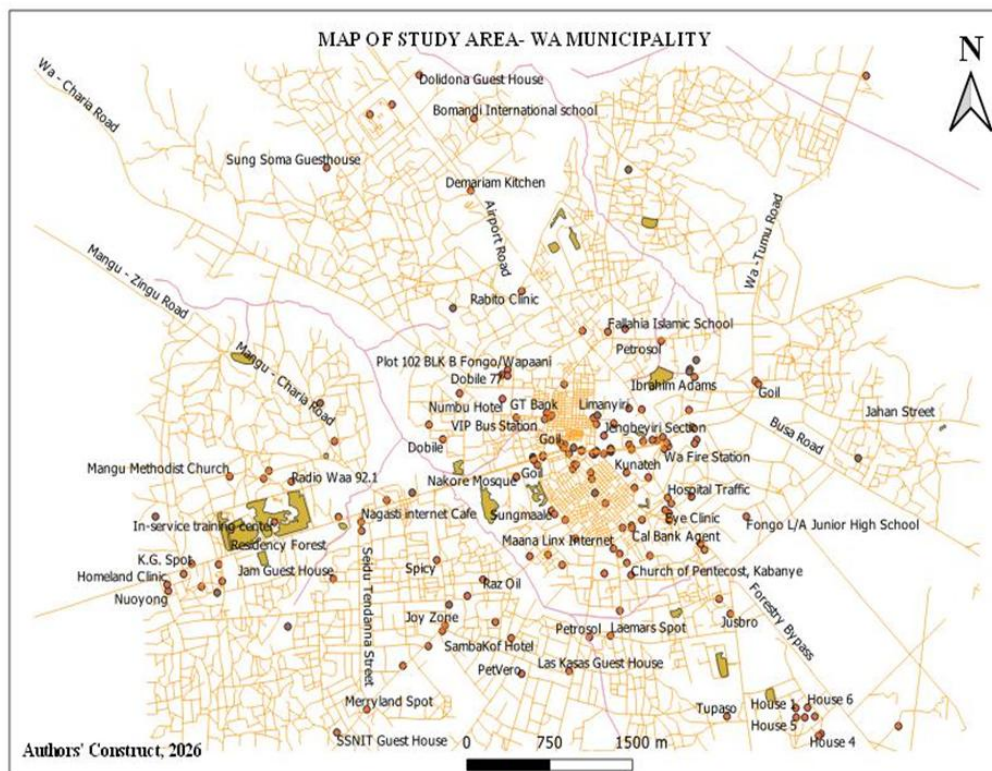 MAP OF STUDY AREA- WA MUNICIPALITY
N
Wa - Charia Road
Dolidona Guest House
Bomandi International school
Sung Soma Guesthouse
Demariam Kitchen
Airport Road
Wa -Tumu Road
Mangu - Zingu Road
Rabito Clinic
Fallahia Islamic School
Petrosol
Mangu - Charia Road
Plot 102 BLK B Fongo/Wapaani
Dobile 77
Ibrahim Adams
Goil
Numbu Hotel
GT Bank
Limanyiri
Jahan Street
VIP Bus Station
Jengbeyiri Section
Busa Road
Dobile
Goil
Wa Fire Station
Mangu Methodist Church
Radio Waa 92.1
Nakore Mosque
Goil
Kunateh
Hospital Traffic
Nagasti internet Cafe
Sungmaale
Eye Clinic
In-service training center
Fongo L/A Junior High School
Residency Forest
Maana Linx Internet
Cal Bank Agent
K.G. Spot
Homeland Clinic
Jam Guest House
Spicy
Church of Pentecost, Kabanye
Raz Oil
Nuoyong
Seidu Tendanna Street
Joy Zone
Forestry Bypass
Jusbro
SambaKof Hotel
Petrosol
Laemars Spot
PetVero
Las Kasas Guest House
Merryland Spot
Tupaso
House 1
House 6
House 5
House 4
SSNIT Guest House
Authors' Construct, 2026
0 750 1500 m